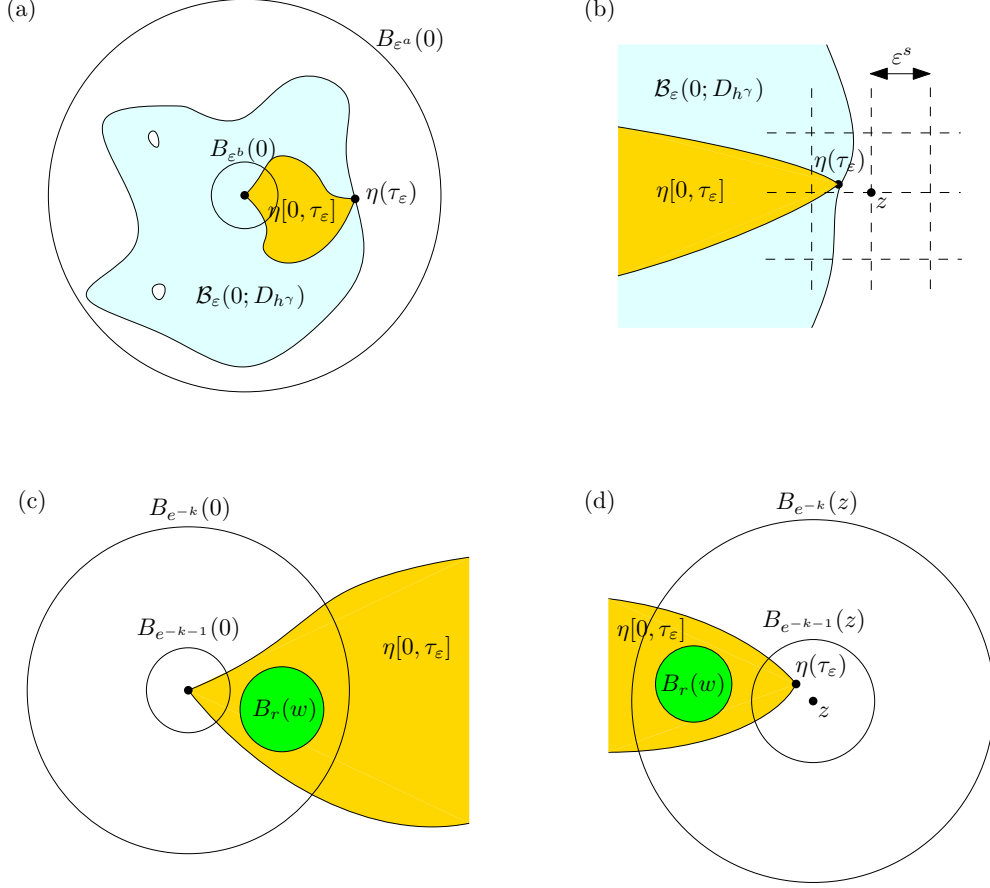 (a)
(b)
B_{ε^a}(0)
ε^s
𝓑_ε(0; D_{h^γ})
B_{ε^b}(0)
η(τ_ε)
η(τ_ε)
η[0, τ_ε]
η[0, τ_ε]
z
𝓑_ε(0; D_{h^γ})
(c)
(d)
B_{e^{-k}}(0)
B_{e^{-k}}(z)
B_{e^{-k-1}}(0)
η[0, τ_ε]
B_r(w)
η[0, τ_ε]
B_{e^{-k-1}}(z)
η(τ_ε)
B_r(w)
z